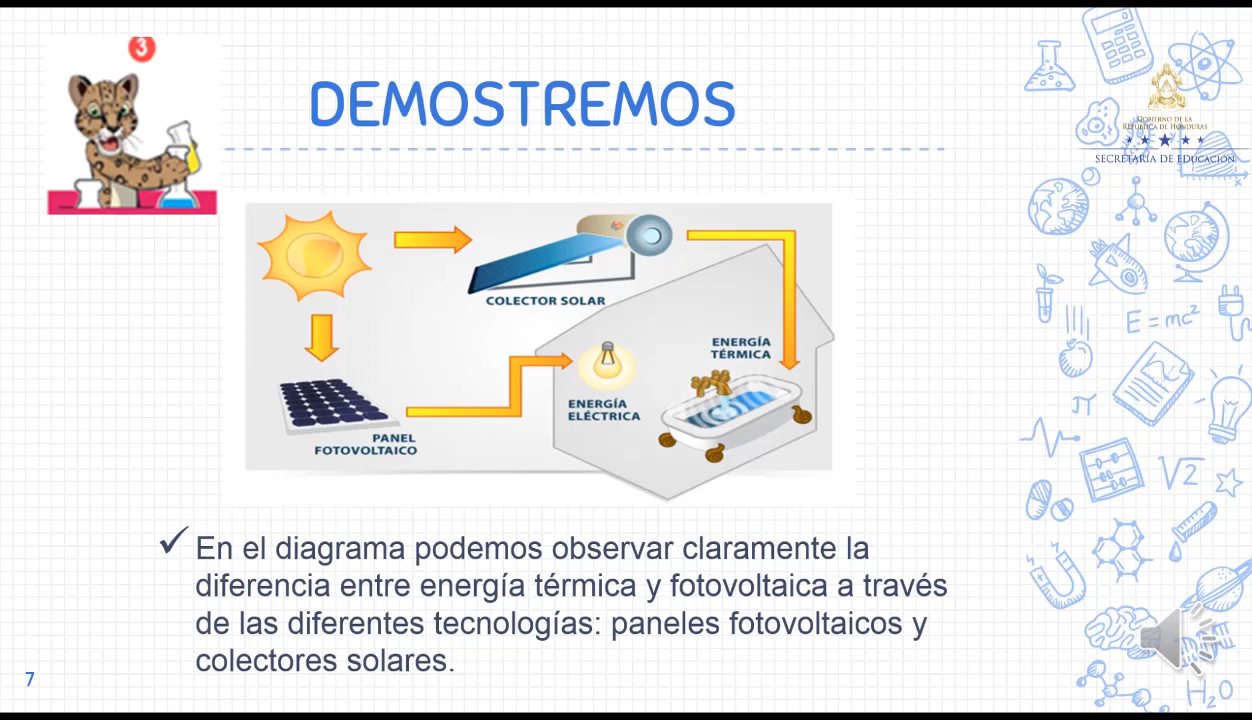 3
DEMOSTREMOS
GOBIERNO DE LA
REPÚBLICA DE HONDURAS
SECRETARÍA DE EDUCACIÓN
COLECTOR SOLAR
ENERGÍA
TÉRMICA
ENERGÍA
ELÉCTRICA
PANEL
FOTOVOLTAICO
E = mc²
π
√2
✓ En el diagrama podemos observar claramente la
diferencia entre energía térmica y fotovoltaica a través
de las diferentes tecnologías: paneles fotovoltaicos y
colectores solares.
7
H₂O